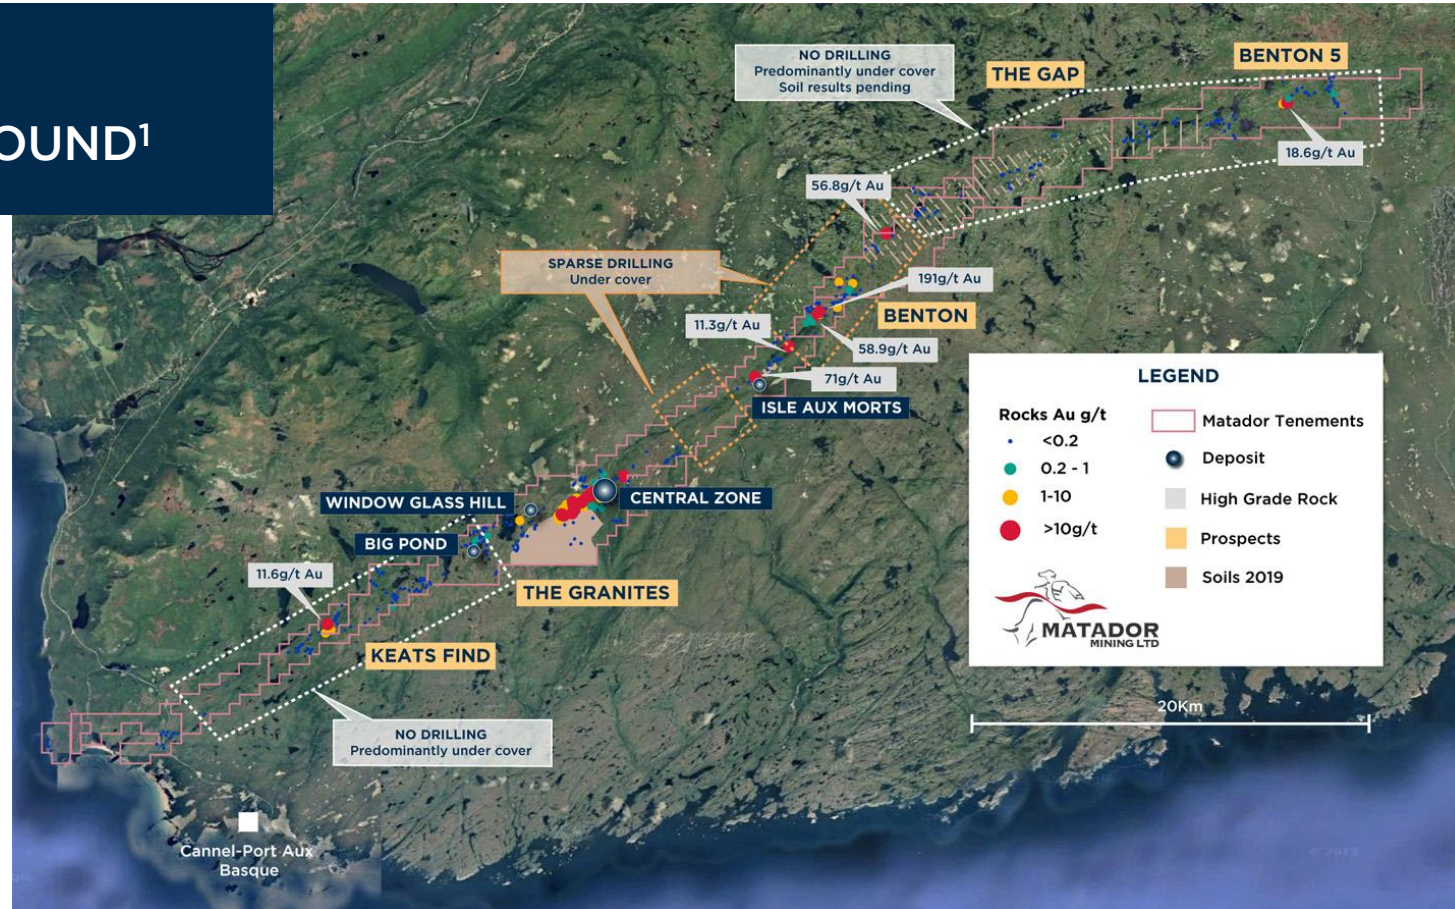 OUND¹
NO DRILLING
Predominantly under cover
Soil results pending
THE GAP
BENTON 5
18.6g/t Au
56.8g/t Au
SPARSE DRILLING
Under cover
191g/t Au
BENTON
11.3g/t Au
58.9g/t Au
71g/t Au
ISLE AUX MORTS
WINDOW GLASS HILL
CENTRAL ZONE
BIG POND
11.6g/t Au
THE GRANITES
KEATS FIND
NO DRILLING
Predominantly under cover
Cannel-Port Aux
Basque
LEGEND
Rocks Au g/t
<0.2
0.2 - 1
1-10
>10g/t
Matador Tenements
Deposit
High Grade Rock
Prospects
Soils 2019
MATADOR
MINING LTD
20Km
© 2019